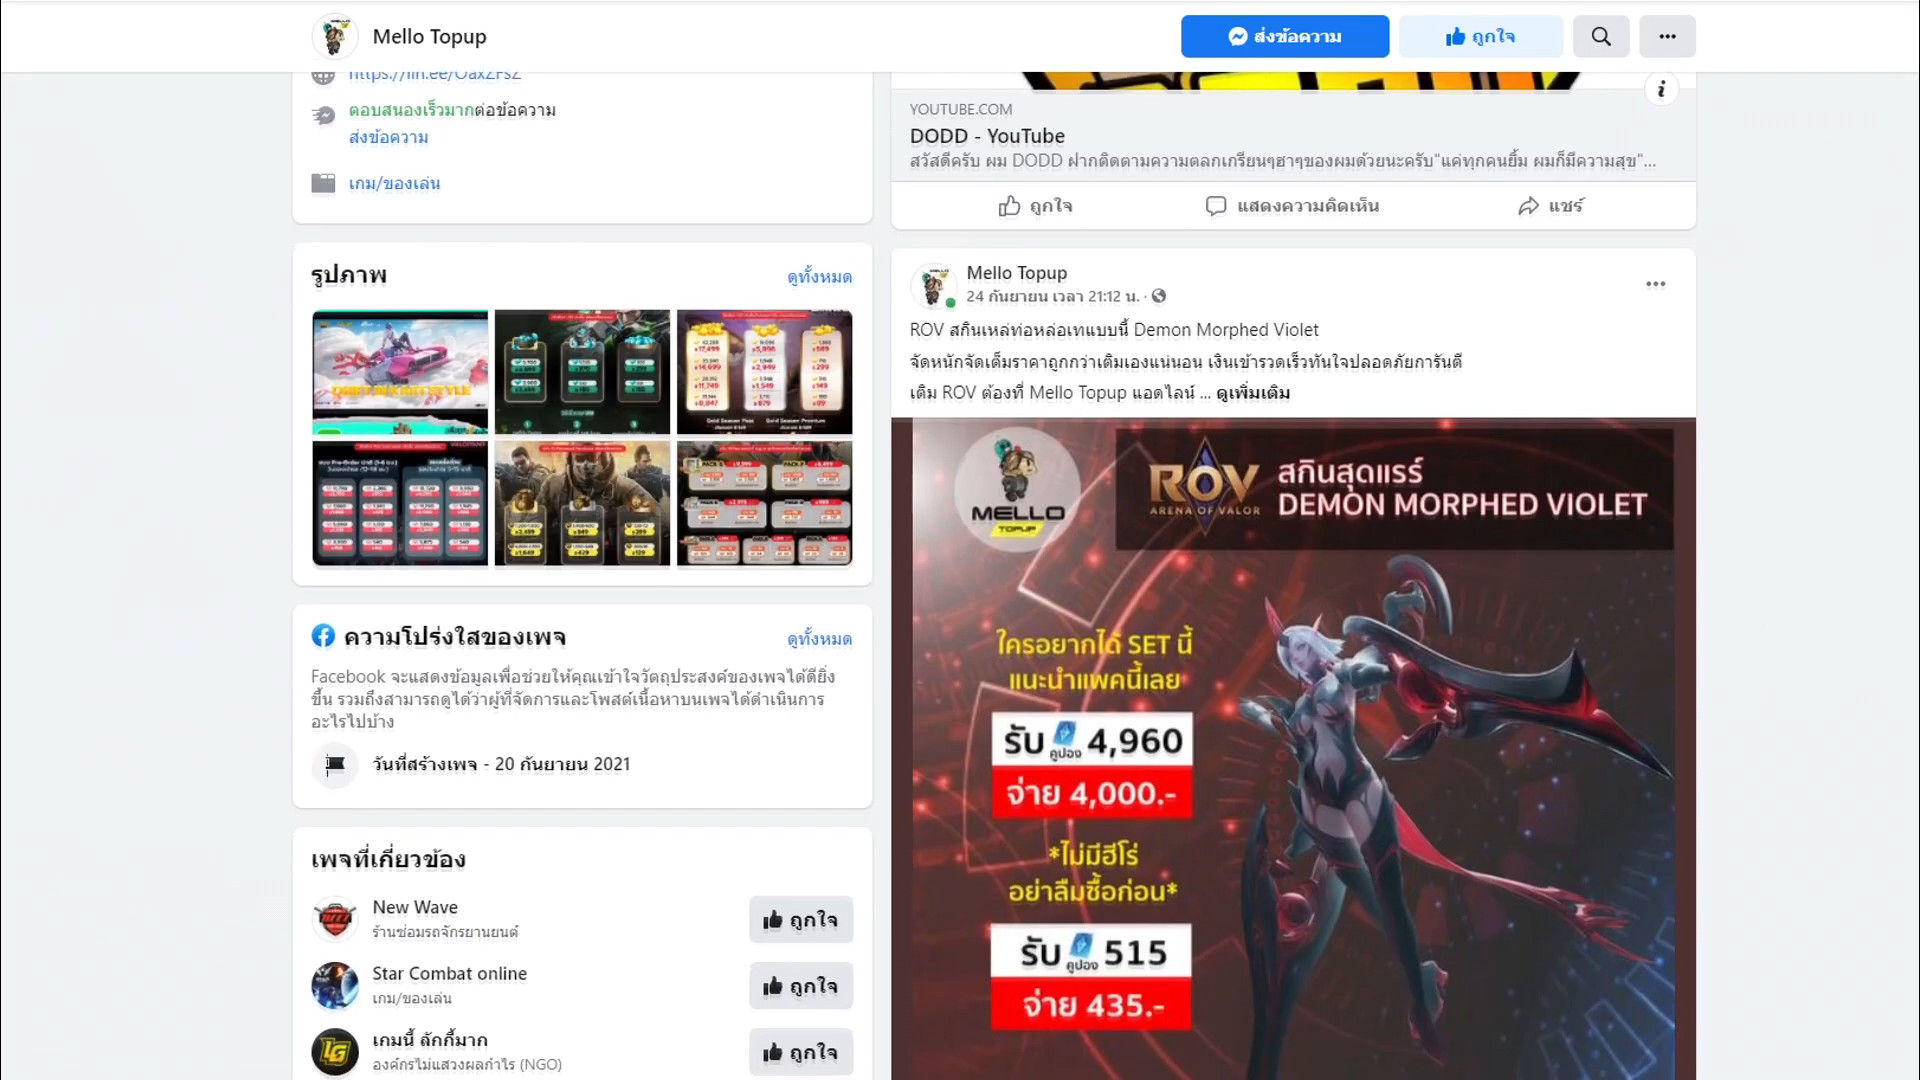 Mello Topup
ส่งข้อความ
ถูกใจ
https://lin.ee/OaxZFsZ
ตอบสนองเร็วมากต่อข้อความ
ส่งข้อความ
เกม/ของเล่น
รูปภาพ
ดูทั้งหมด
ความโปร่งใสของเพจ
ดูทั้งหมด
Facebook จะแสดงข้อมูลเพื่อช่วยให้คุณเข้าใจวัตถุประสงค์ของเพจได้ดียิ่ง
ขึ้น รวมถึงสามารถดูได้ว่าผู้ที่จัดการและโพสต์เนื้อหาบนเพจได้ดำเนินการ
อะไรไปบ้าง
วันที่สร้างเพจ - 20 กันยายน 2021
เพจที่เกี่ยวข้อง
New Wave
ร้านซ่อมรถจักรยานยนต์
ถูกใจ
Star Combat online
เกม/ของเล่น
ถูกใจ
เกมนี้ ลักกี้มาก
องค์กรไม่แสวงผลกำไร (NGO)
ถูกใจ
YOUTUBE.COM
DODD - YouTube
สวัสดีครับ ผม DODD ฝากติดตามความตลกเกรียนๆฮาๆของผมด้วยนะครับ"แค่ทุกคนยิ้ม ผมก็มีความสุข"...
ถูกใจ
แสดงความคิดเห็น
แชร์
Mello Topup
24 กันยายน เวลา 21:12 น. ·
ROV สกินเหล่ท่อหล่อเทแบบนี้ Demon Morphed Violet
จัดหนักจัดเต็มราคาถูกกว่าเติมเองแน่นอน เงินเข้ารวดเร็วทันใจปลอดภัยการันตี
เติม ROV ต้องที่ Mello Topup แอดไลน์ ... ดูเพิ่มเติม
MELLO
TOPUP
ROV
ARENA OF VALOR
สกินสุดแรร์
DEMON MORPHED VIOLET
ใครอยากได้ SET นี้
แนะนำแพคนี้เลย
รับ คูปอง 4,960
จ่าย 4,000.-
*ไม่มีฮีโร่
อย่าลืมซื้อก่อน*
รับ คูปอง 515
จ่าย 435.-